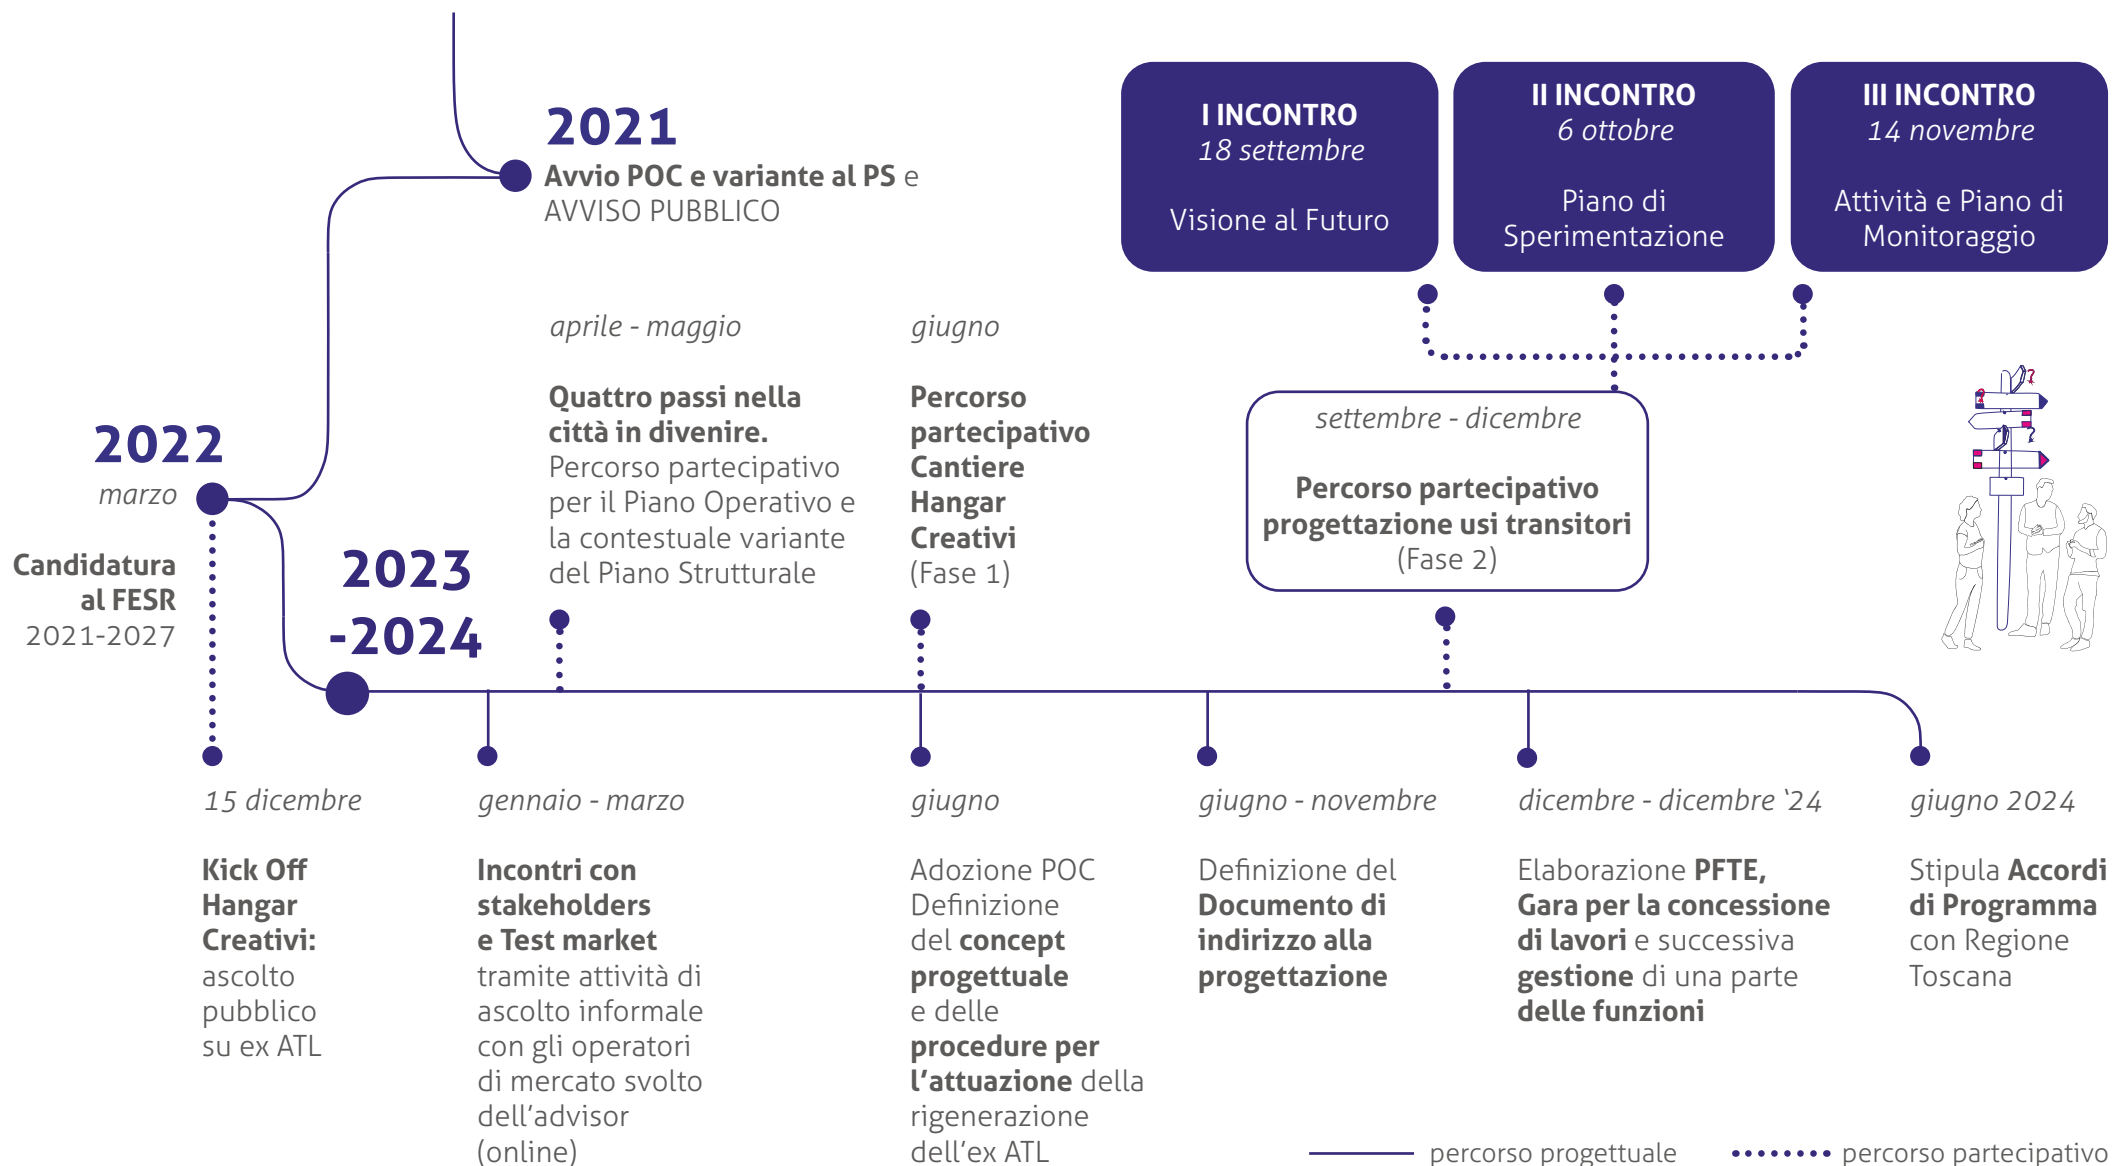 2021
Avvio POC e variante al PS e
AVVISO PUBBLICO
I INCONTRO
18 settembre
Visione al Futuro
II INCONTRO
6 ottobre
Piano di
Sperimentazione
III INCONTRO
14 novembre
Attività e Piano di
Monitoraggio
2022
marzo
Candidatura
al FESR
2021-2027
2023
-2024
aprile - maggio
Quattro passi nella
città in divenire.
Percorso partecipativo
per il Piano Operativo e
la contestuale variante
del Piano Strutturale
giugno
Percorso
partecipativo
Cantiere
Hangar
Creativi
(Fase 1)
settembre - dicembre
Percorso partecipativo
progettazione usi transitori
(Fase 2)
15 dicembre
Kick Off
Hangar
Creativi:
ascolto
pubblico
su ex ATL
gennaio - marzo
Incontri con
stakeholders
e Test market
tramite attività di
ascolto informale
con gli operatori
di mercato svolto
dell’advisor
(online)
giugno
Adozione POC
Definizione
del concept
progettuale
e delle
procedure per
l’attuazione della
rigenerazione
dell’ex ATL
giugno - novembre
Definizione del
Documento di
indirizzo alla
progettazione
dicembre - dicembre ‘24
Elaborazione PFTE,
Gara per la concessione
di lavori e successiva
gestione di una parte
delle funzioni
giugno 2024
Stipula Accordi
di Programma
con Regione
Toscana
percorso progettuale
percorso partecipativo